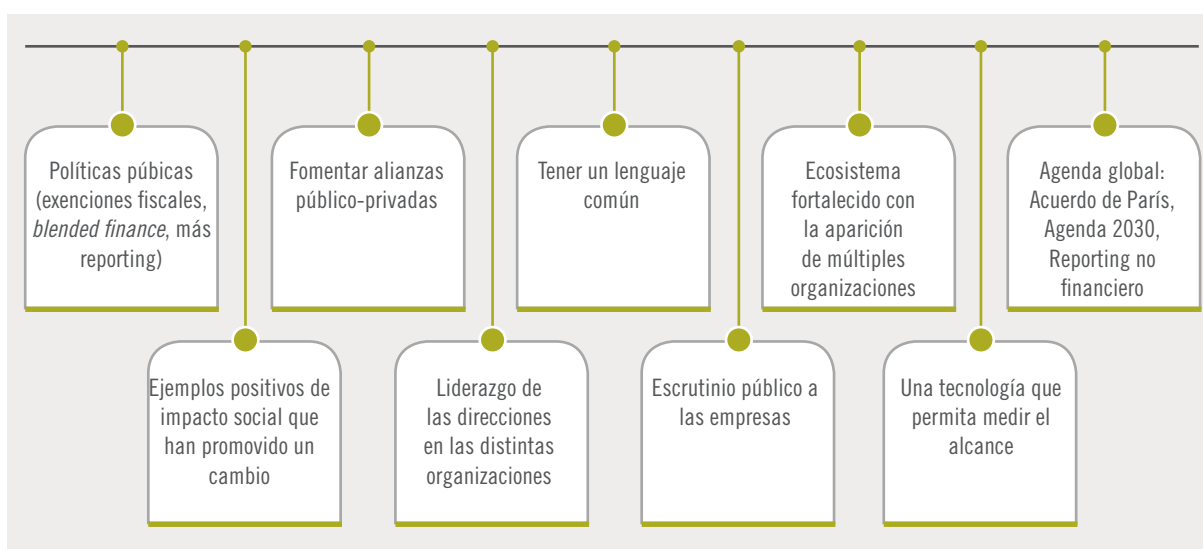 Políticas púbicas
(exenciones fiscales,
blended finance, más
reporting)
Fomentar alianzas
público-privadas
Tener un lenguaje
común
Ecosistema
fortalecido con
la aparición
de múltiples
organizaciones
Agenda global:
Acuerdo de París,
Agenda 2030,
Reporting no
financiero
Ejemplos positivos de
impacto social que
han promovido un
cambio
Liderazgo de
las direcciones
en las distintas
organizaciones
Escrutinio público a
las empresas
Una tecnología que
permita medir el
alcance